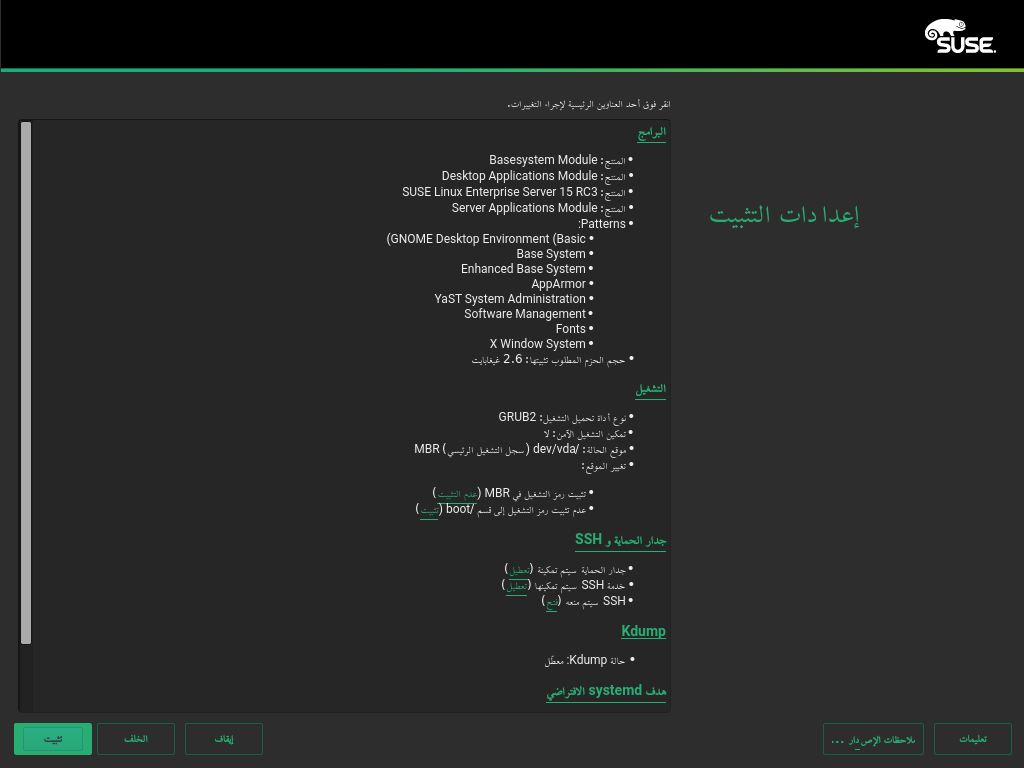 SUSE
انقر فوق أحد العناوين الرئيسية لإجراء التغييرات.
إعدادات التثبيت
البرامج
• المنتج: Basesystem Module
• المنتج: Desktop Applications Module
• المنتج: SUSE Linux Enterprise Server 15 RC3
• المنتج: Server Applications Module
• Patterns:
• GNOME Desktop Environment (Basic)
• Base System
• Enhanced Base System
• AppArmor
• YaST System Administration
• Software Management
• Fonts
• X Window System
• حجم الحزم المطلوب تثبيتها: 2.6 غيغابايت
التشغيل
• نوع أداة تحميل التشغيل: GRUB2
• تمكين التشغيل الآمن: لا
• موقع الحالة: /dev/vda (سجل التشغيل الرئيسي) MBR
• تغيير الموقع:
• تثبيت رمز التشغيل في MBR (عدم التثبيت)
• عدم تثبيت رمز التشغيل إلى قسم /boot (تثبيت)
جدار الحماية و SSH
• جدار الحماية سيتم تمكينة (تعطيل)
• خدمة SSH سيتم تمكينها (تعطيل)
• SSH سيتم منعه (فتح)
Kdump
• حالة Kdump: معطّل
هدف systemd الافتراضي
تعليمات
ملاحظات الإصدار ...
إيقاف
الخلف
تثبيت